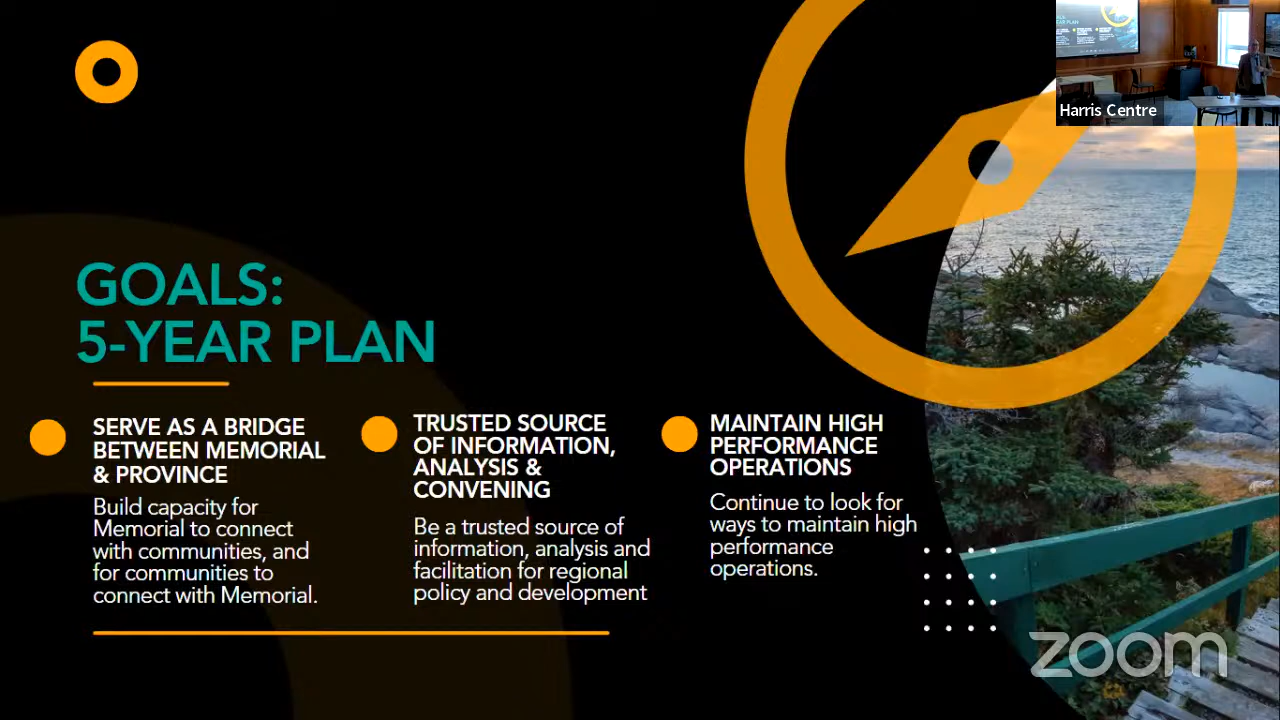 Harris Centre
GOALS:
5-YEAR PLAN
SERVE AS A BRIDGE
BETWEEN MEMORIAL
& PROVINCE
Build capacity for
Memorial to connect
with communities, and
for communities to
connect with Memorial.
TRUSTED SOURCE
OF INFORMATION,
ANALYSIS &
CONVENING
Be a trusted source of
information, analysis and
facilitation for regional
policy and development
MAINTAIN HIGH
PERFORMANCE
OPERATIONS
Continue to look for
ways to maintain high
performance
operations.
zoom